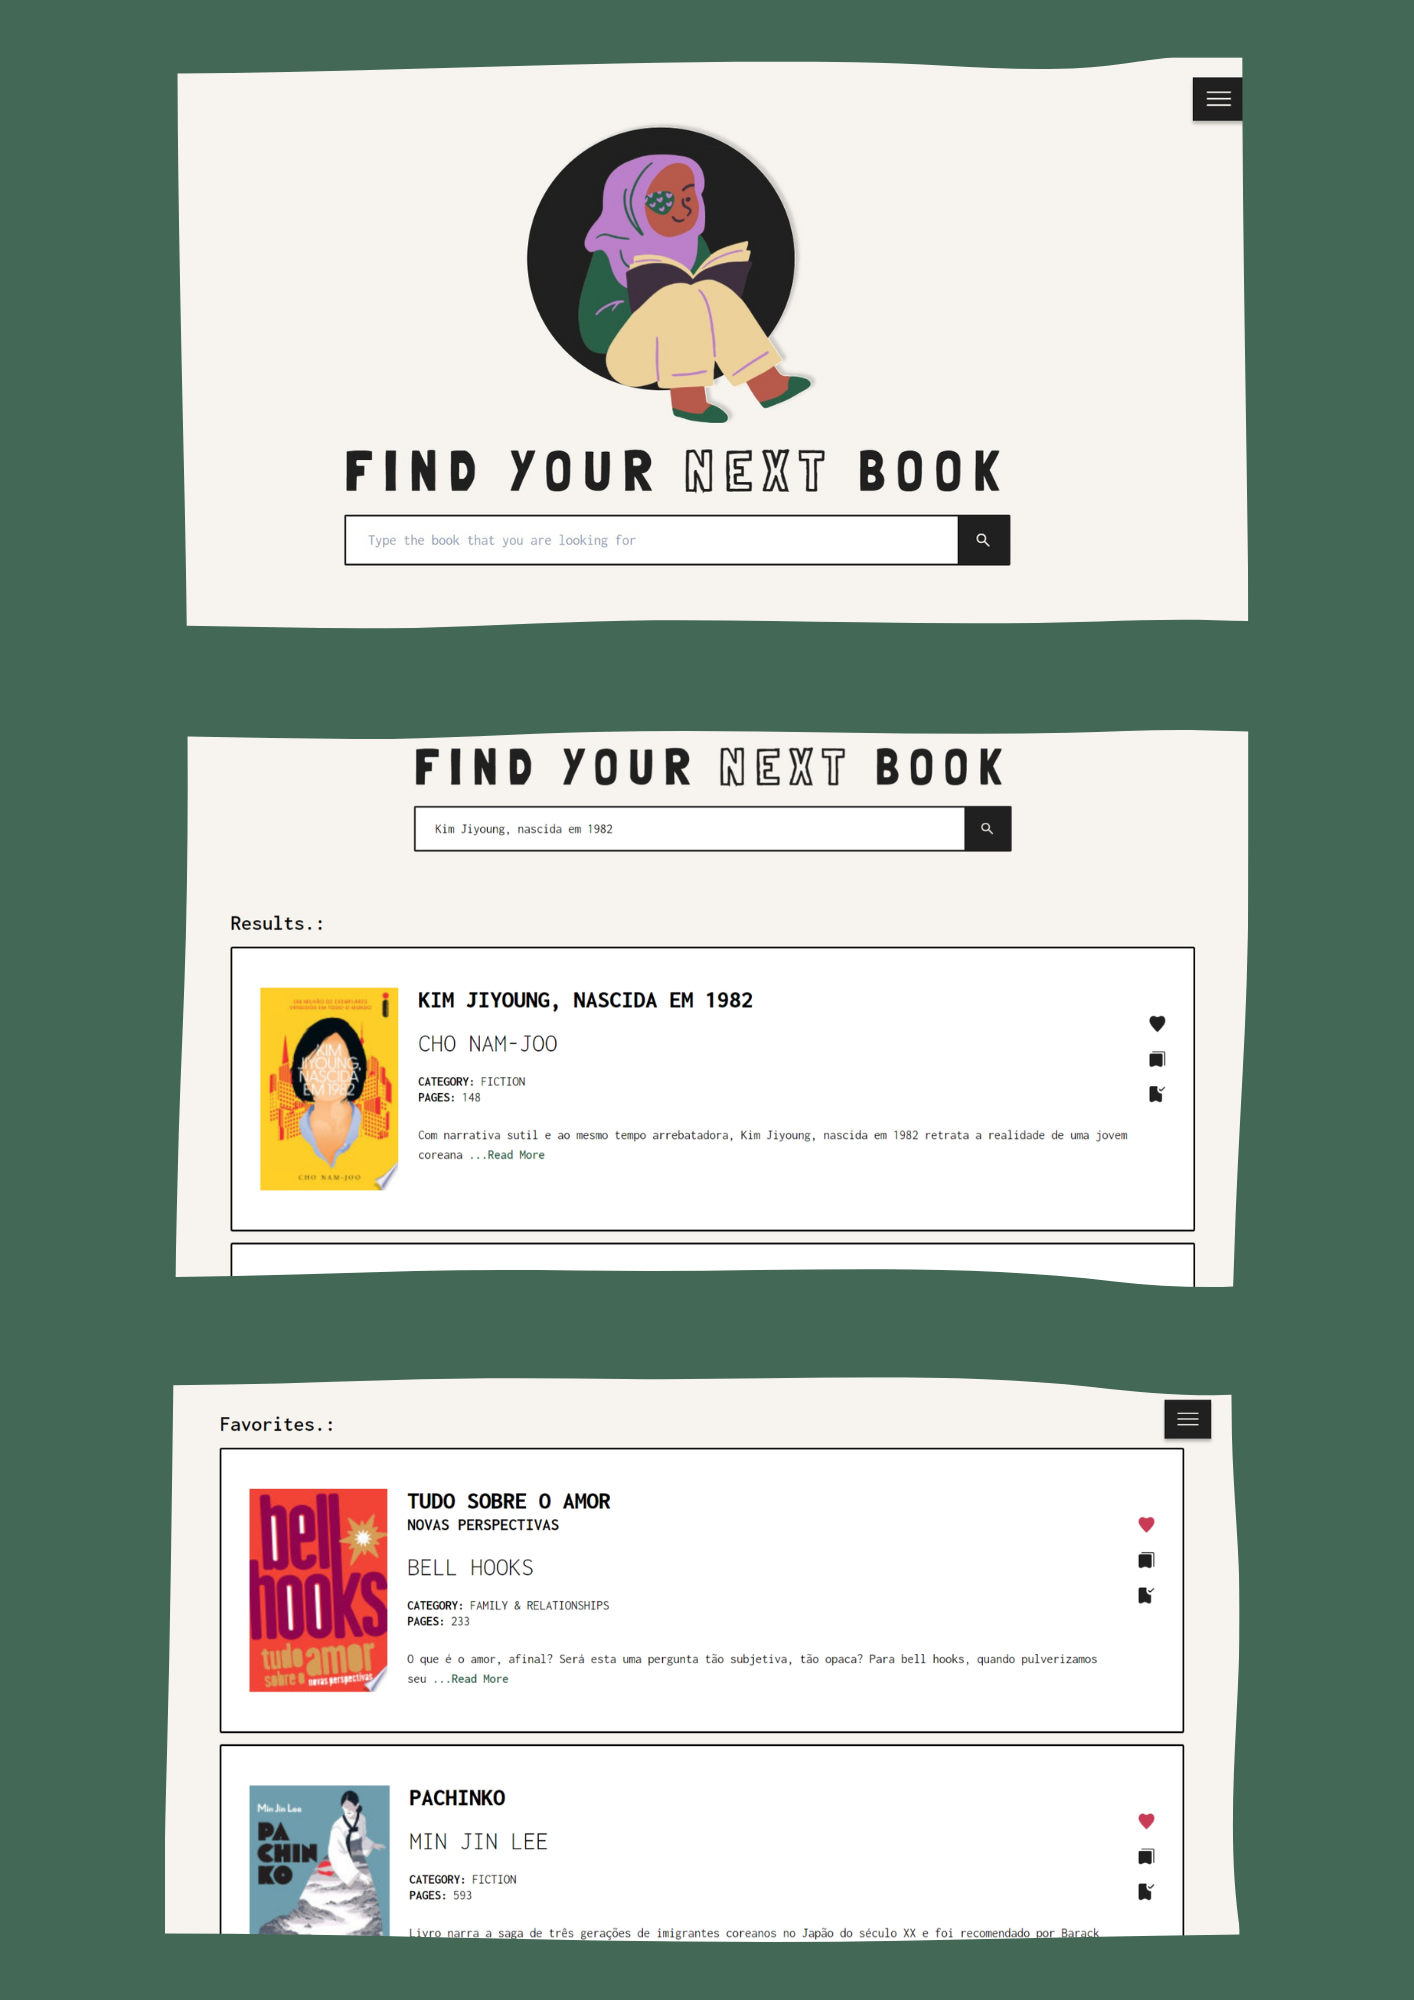 FIND YOUR NEXT BOOK
Type the book that you are looking for
FIND YOUR NEXT BOOK
Kim Jiyoung, nascida em 1982
Results.:
UM MILHÃO DE EXEMPLARES
VENDIDOS EM TODO O MUNDO
KIM
JIYOUNG,
NASCIDA
EM 1982
CHO NAM-JOO
KIM JIYOUNG, NASCIDA EM 1982
CHO NAM-JOO
CATEGORY: FICTION
PAGES: 148
Com narrativa sutil e ao mesmo tempo arrebatadora, Kim Jiyoung, nascida em 1982 retrata a realidade de uma jovem
coreana ...Read More
Favorites.:
bell
hooks
tudo amor
sobre o novas perspectivas
TUDO SOBRE O AMOR
NOVAS PERSPECTIVAS
BELL HOOKS
CATEGORY: FAMILY & RELATIONSHIPS
PAGES: 233
O que é o amor, afinal? Será esta uma pergunta tão subjetiva, tão opaca? Para bell hooks, quando pulverizamos
seu ...Read More
Min Jin Lee
PA
CHIN
KO
PACHINKO
MIN JIN LEE
CATEGORY: FICTION
PAGES: 593
Livro narra a saga de três gerações de imigrantes coreanos no Japão do século XX e foi recomendado por Barack